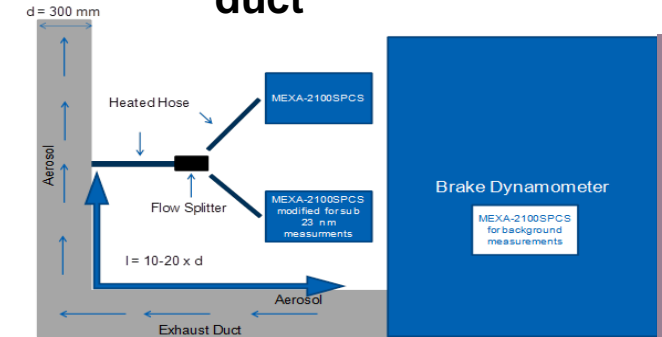 duct
d = 300 mm
Heated Hose
MEXA-2100SPCS
Aerosol
Flow Splitter
MEXA-2100SPCS
modified for sub
23 nm
measurments
Brake Dynamometer
MEXA-2100SPCS
for background
measurements
l = 10-20 x d
Aerosol
Exhaust Duct